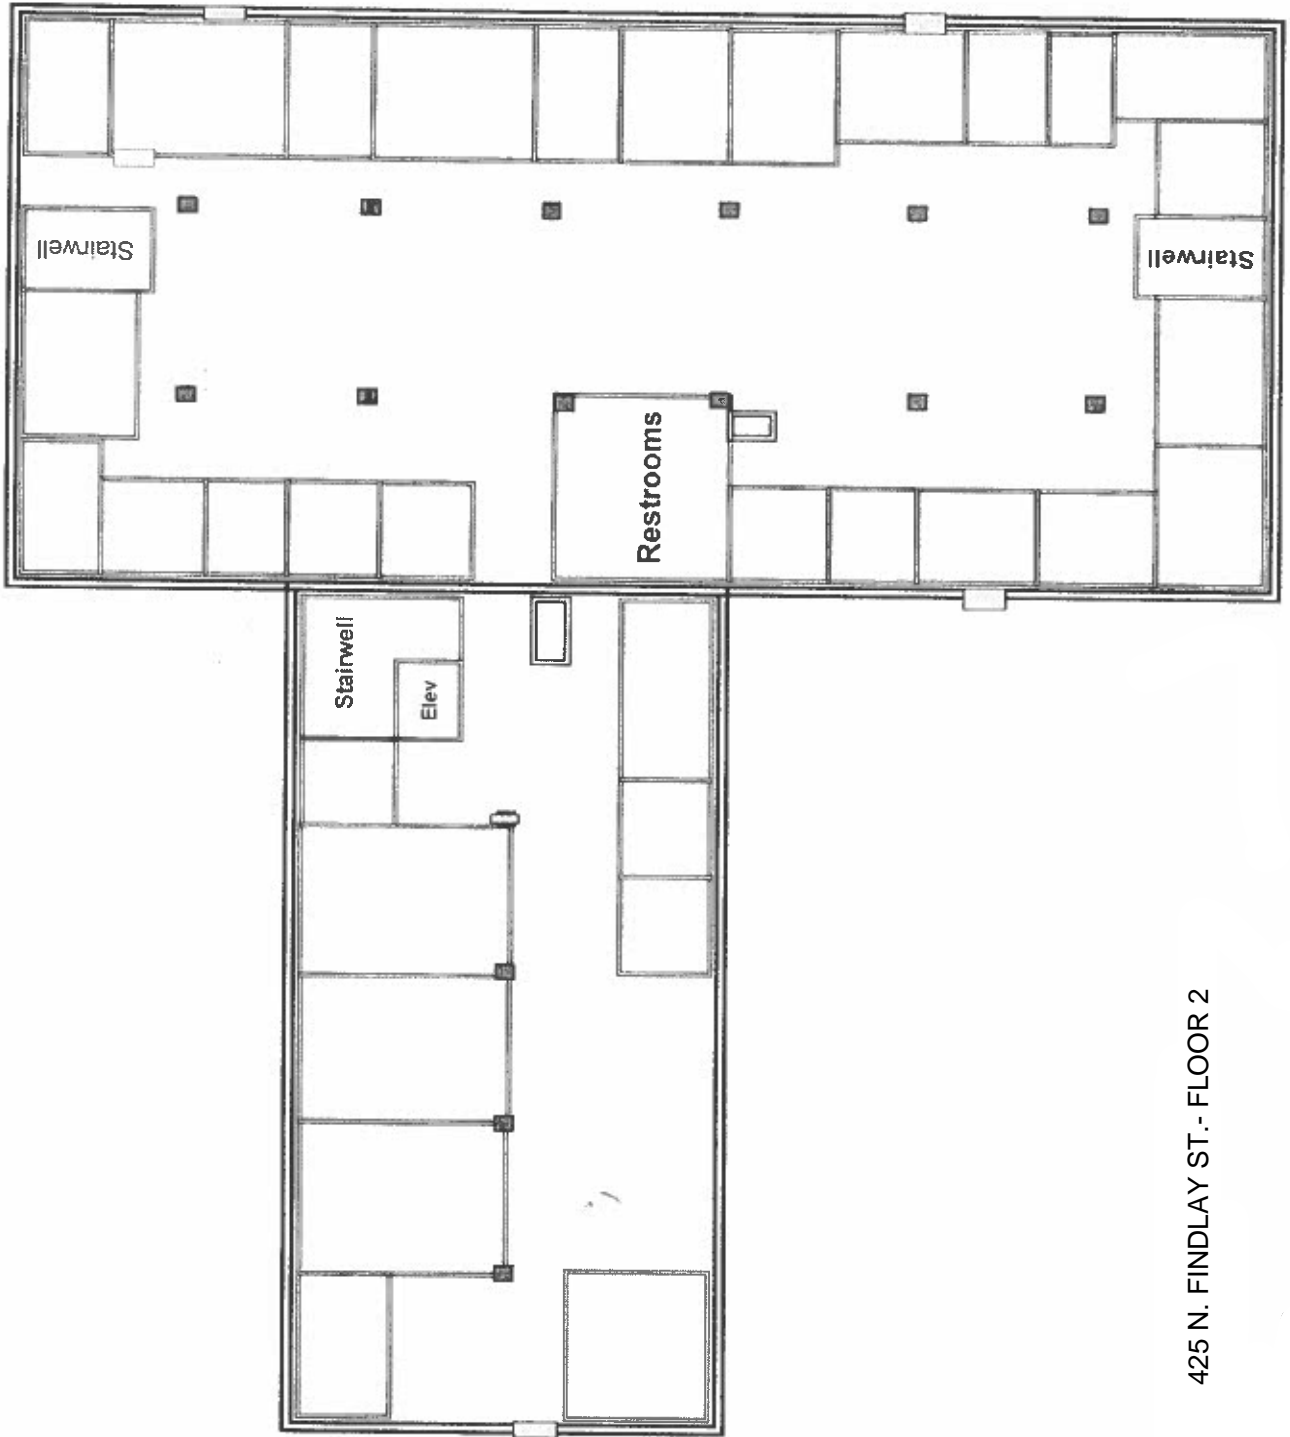 Stairwell
Stairwell
Restrooms
Stairwell
Elev
425 N. FINDLAY ST.- FLOOR 2